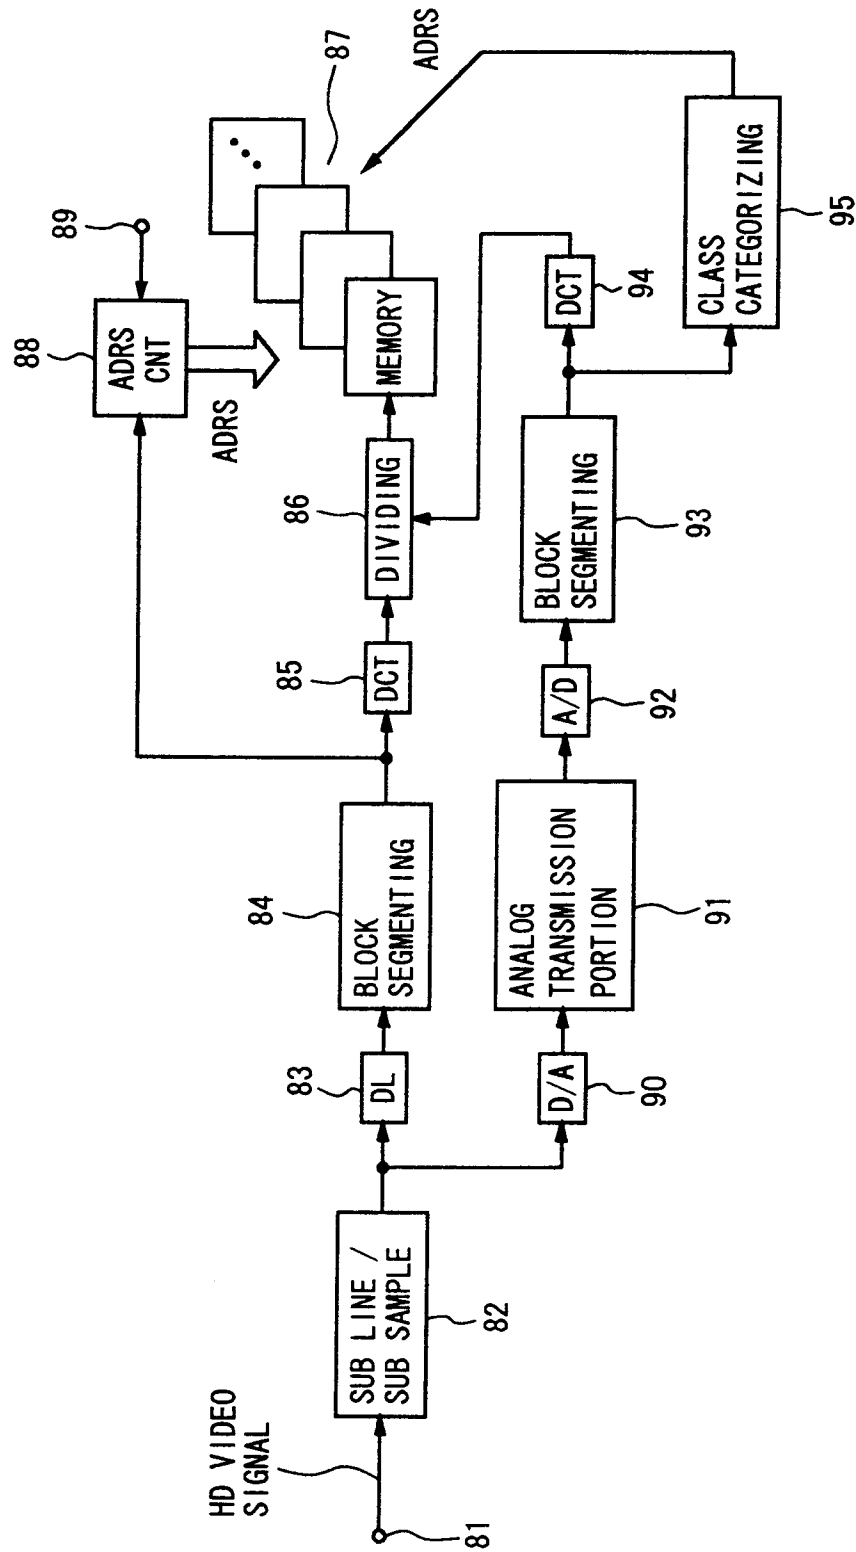 HD VIDEO
SIGNAL
81
SUB LINE /
SUB SAMPLE
82
DL
83
BLOCK
SEGMENTING
84
DCT
85
DIVIDING
86
MEMORY
87
ADRS
CNT
88
89
ADRS
D/A
90
ANALOG
TRANSMISSION
PORTION
91
A/D
92
BLOCK
SEGMENTING
93
DCT
94
CLASS
CATEGORIZING
95
ADRS